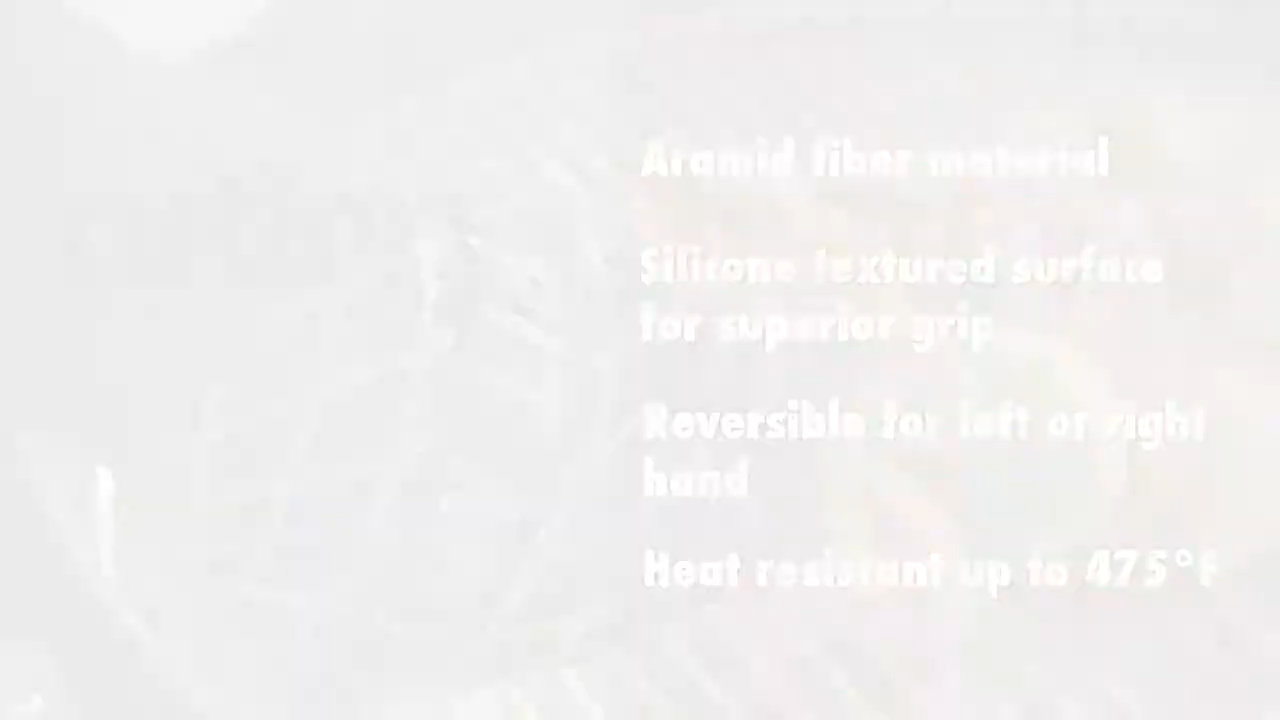 Aramid fiber material
Silicone textured surface
for superior grip
Reversible for left or right
hand
Heat resistant up to 475°F